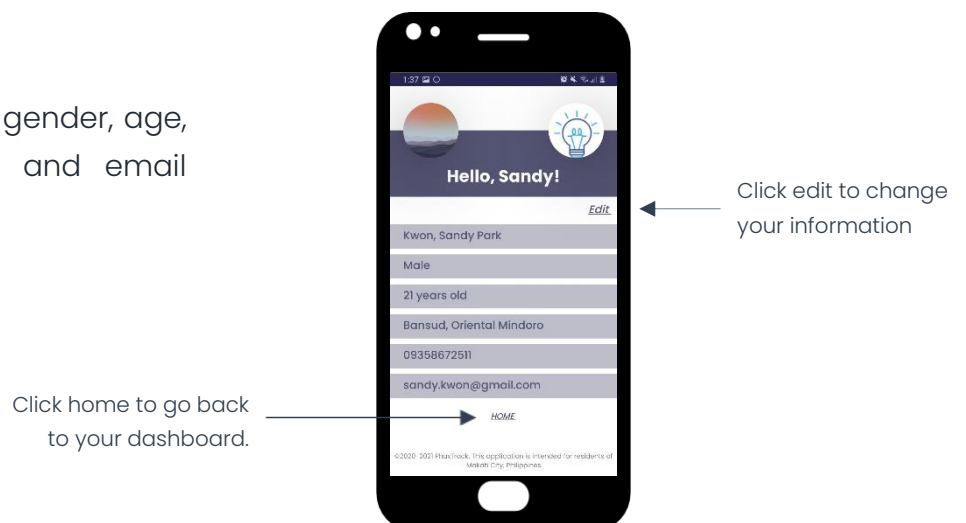 gender, age,
and email
1:37
Hello, Sandy!
Edit
Click edit to change
your information
Kwon, Sandy Park
Male
21 years old
Bansud, Oriental Mindoro
09358672511
sandy.kwon@gmail.com
Click home to go back
to your dashboard.
HOME
©2020-2021 PhaxTrack. This application is intended for residents of
Makati City, Philippines